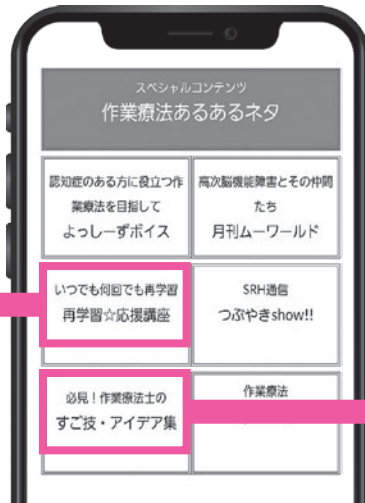 スペシャルコンテンツ
作業療法あるあるネタ
認知症のある方に役立つ作
業療法を目指して
よっしーずボイス
高次脳機能障害とその仲間
たち
月刊ムーワールド
いつでも何回でも再学習
再学習☆応援講座
SRH通信
つぶやきshow!!
必見！作業療法士の
すご技・アイデア集
作業療法